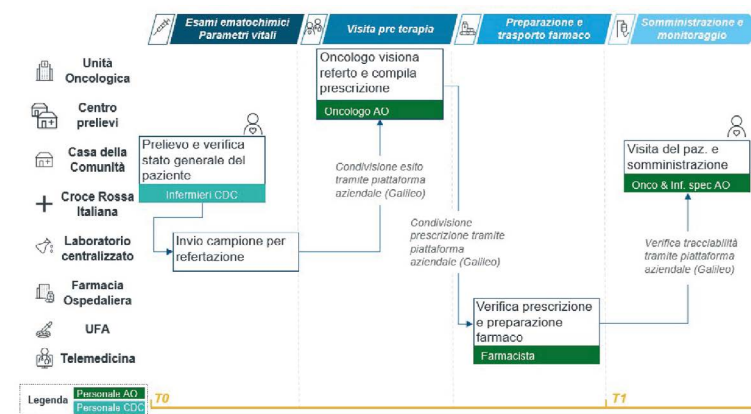 Esami ematochimici
Parametri vitali
Visita pre terapia
Preparazione e
trasporto farmaco
Somministrazione e
monitoraggio
Unità
Oncologica
Centro
prelievi
Casa della
Comunità
Croce Rossa
Italiana
Laboratorio
centralizzato
Farmacia
Ospedaliera
UFA
Telemedicina
Prelievo e verifica
stato generale del
paziente
Infermieri CDC
Invio campione per
refertazione
Oncologo visiona
referto e compila
prescrizione
Oncologo AO
Condivisione esito
tramite piattaforma
aziendale (Galileo)
Condivisione
prescrizione tramite
piattaforma
aziendale (Galileo)
Verifica prescrizione
e preparazione
farmaco
Farmacista
Visita del paz. e
somministrazione
Onco & Inf. spec AO
Verifica tracciabilità
tramite piattaforma
aziendale (Galileo)
Legenda
Personale AO
Personale CDC
T0
T1